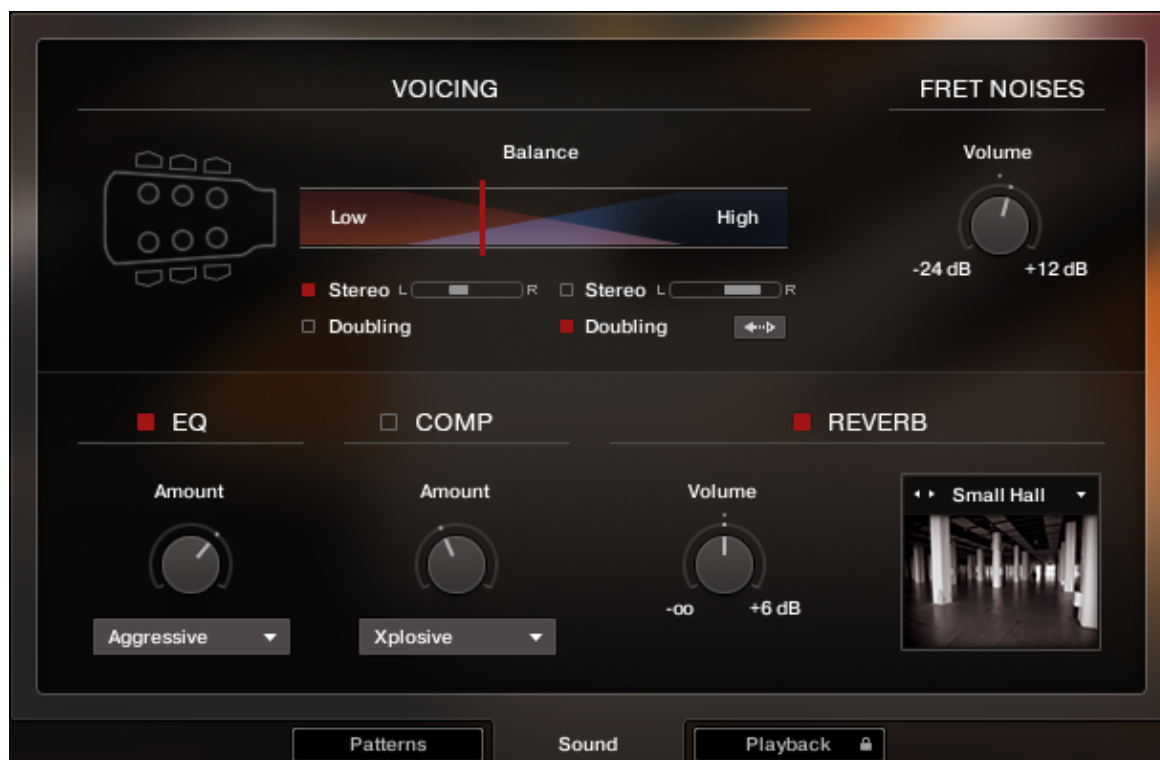 VOICING
FRET NOISES
Balance
Volume
Low High
-24 dB +12 dB
Stereo L R Stereo L R
Doubling Doubling
EQ COMP REVERB
Amount Amount Volume
Small Hall
-oo +6 dB
Aggressive Xplosive
Patterns Sound Playback